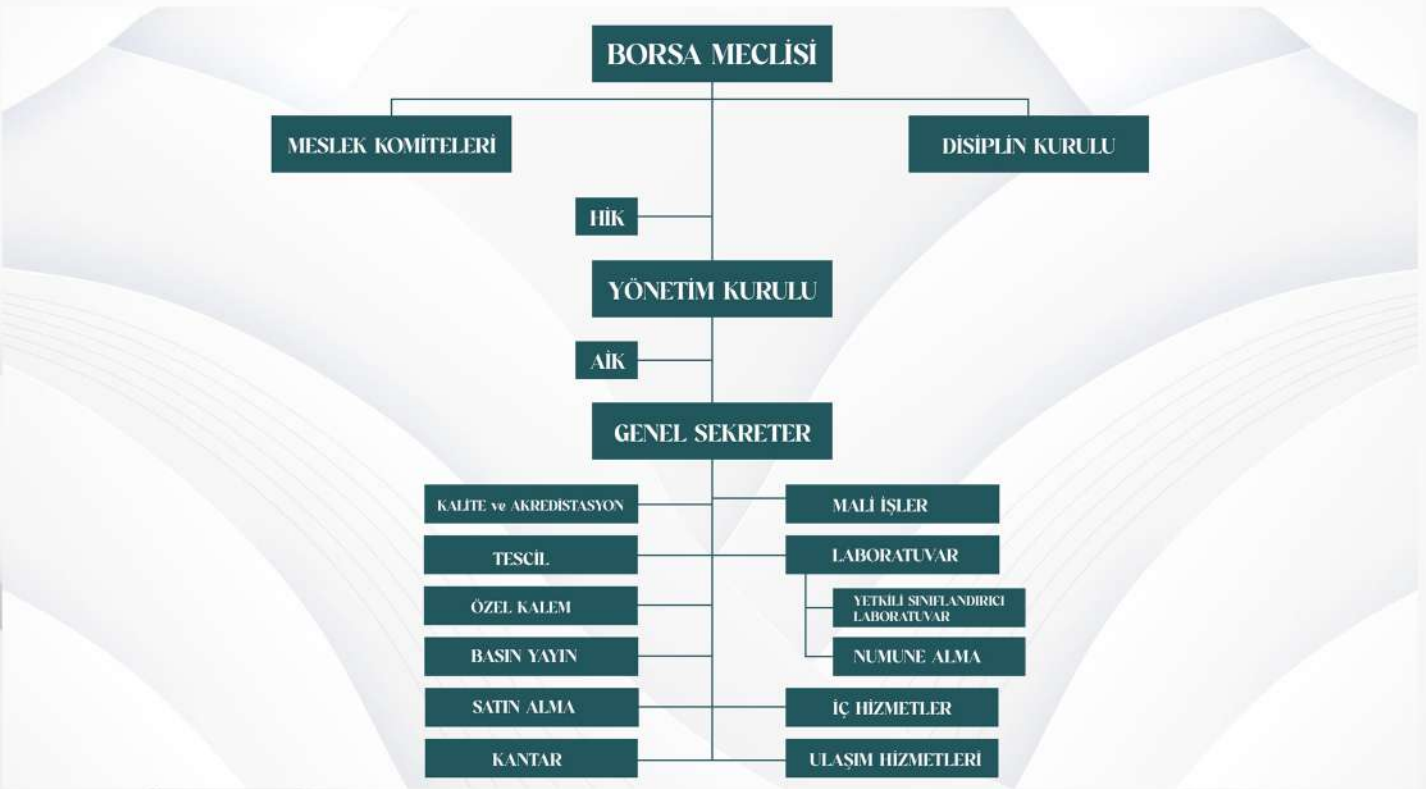 BORSA MECLİSİ
MESLEK KOMİTELERİ
DİSİPLİN KURULU
HİK
YÖNETİM KURULU
AİK
GENEL SEKRETER
KALİTE ve AKREDİSTASYON
MALİ İŞLER
TESCİL
LABORATUVAR
ÖZEL KALEM
YETKİLİ SINIFLANDIRICI
LABORATUVAR
BASIN YAYIN
NUMUNE ALMA
SATIN ALMA
İÇ HİZMETLER
KANTAR
ULAŞIM HİZMETLERİ